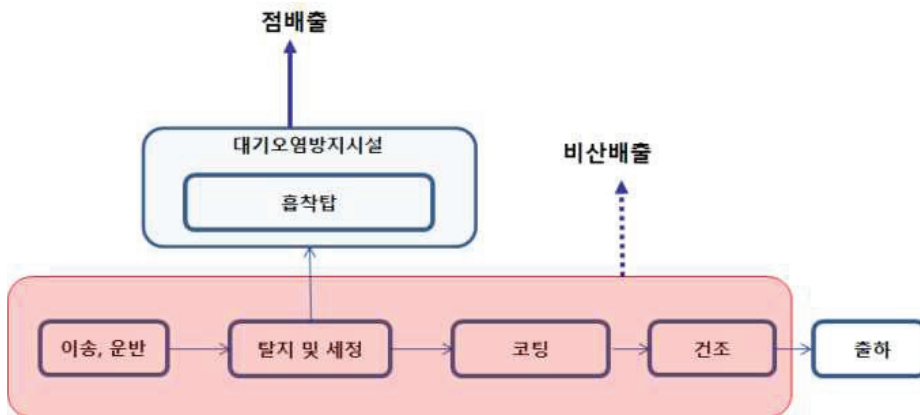 점배출
대기오염방지시설
흡착탑
비산배출
이송, 운반
탈지 및 세정
코팅
건조
출하